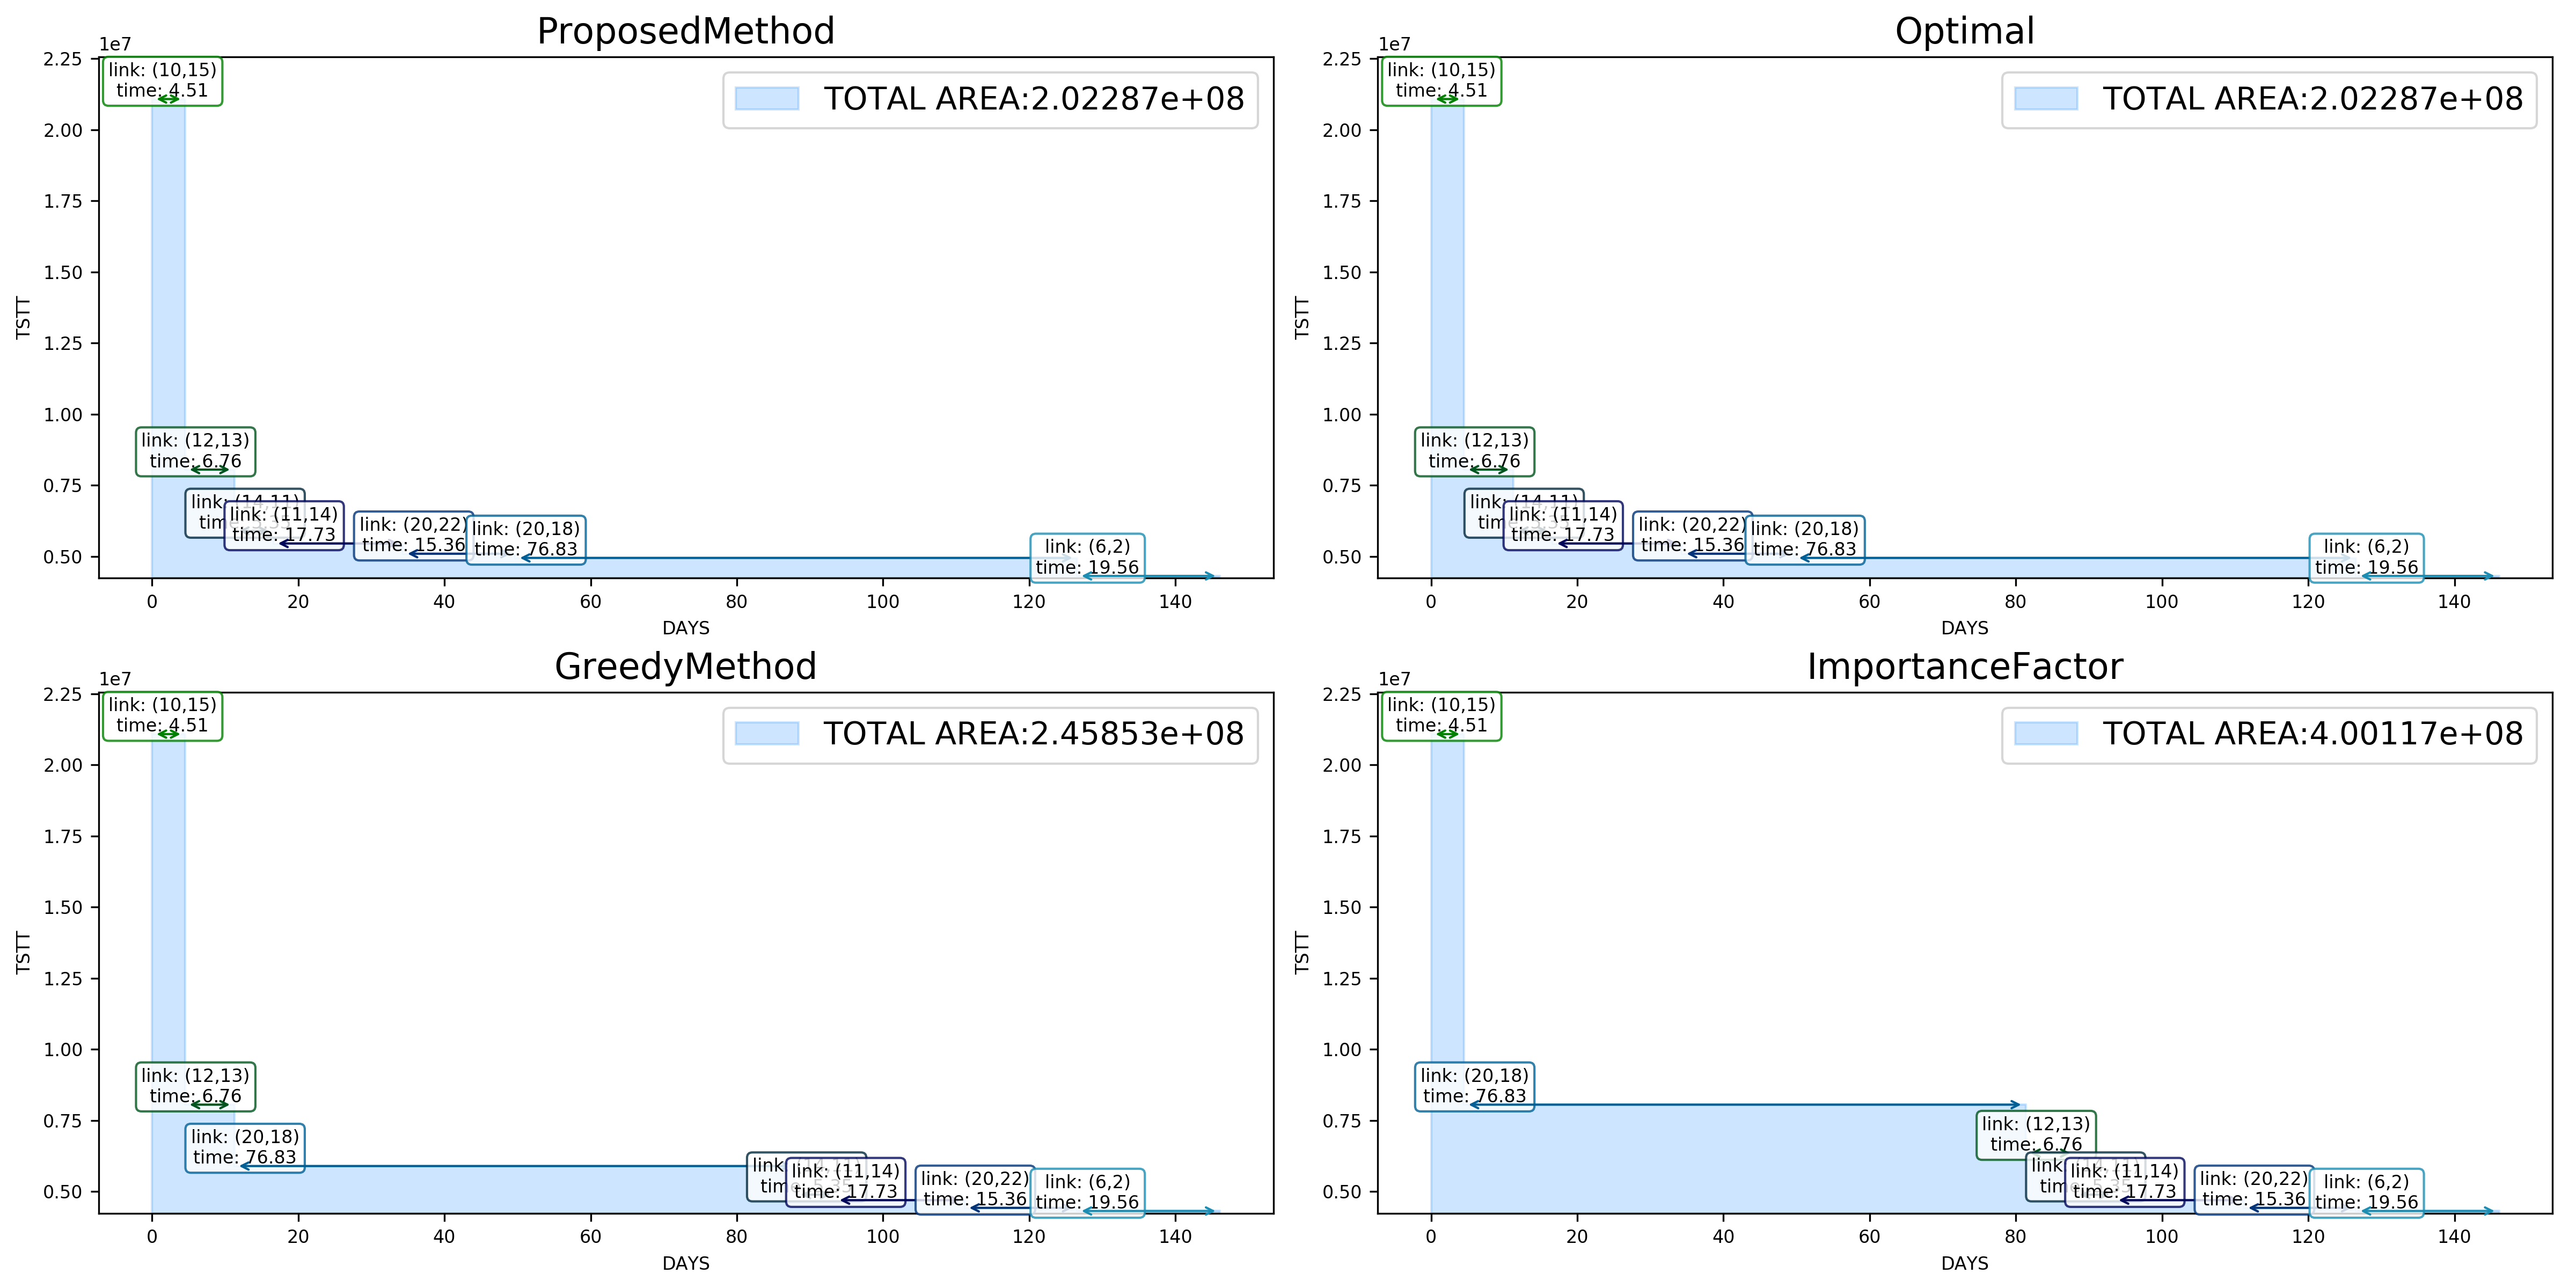 ProposedMethod
1e7
TOTAL AREA:2.02287e+08
link: (10,15)
time: 4.51
link: (12,13)
time: 6.76
link: (14,11)
link: (11,14)
time: 17.73
link: (20,22)
time: 15.36
link: (20,18)
time: 76.83
link: (6,2)
time: 19.56
2.25
2.00
1.75
1.50
1.25
1.00
0.75
0.50
TSTT
0 20 40 60 80 100 120 140
DAYS
Optimal
1e7
TOTAL AREA:2.02287e+08
link: (10,15)
time: 4.51
link: (12,13)
time: 6.76
link: (14,11)
link: (11,14)
time: 17.73
link: (20,22)
time: 15.36
link: (20,18)
time: 76.83
link: (6,2)
time: 19.56
2.25
2.00
1.75
1.50
1.25
1.00
0.75
0.50
TSTT
0 20 40 60 80 100 120 140
DAYS
GreedyMethod
1e7
TOTAL AREA:2.45853e+08
link: (10,15)
time: 4.51
link: (12,13)
time: 6.76
link: (20,18)
time: 76.83
link:
link: (11,14)
time: 17.73
link: (20,22)
time: 15.36
link: (6,2)
time: 19.56
2.25
2.00
1.75
1.50
1.25
1.00
0.75
0.50
TSTT
0 20 40 60 80 100 120 140
DAYS
ImportanceFactor
1e7
TOTAL AREA:4.00117e+08
link: (10,15)
time: 4.51
link: (20,18)
time: 76.83
link: (12,13)
time: 6.76
link:
link: (11,14)
time: 17.73
link: (20,22)
time: 15.36
link: (6,2)
time: 19.56
2.25
2.00
1.75
1.50
1.25
1.00
0.75
0.50
TSTT
0 20 40 60 80 100 120 140
DAYS